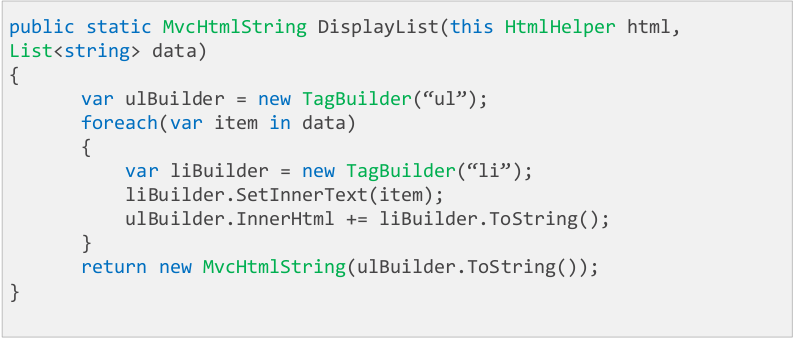 public static MvcHtmlString DisplayList(this HtmlHelper html,
List<string> data)
{
var ulBuilder = new TagBuilder(“ul”);
foreach(var item in data)
{
var liBuilder = new TagBuilder(“li”);
liBuilder.SetInnerText(item);
ulBuilder.InnerHtml += liBuilder.ToString();
}
return new MvcHtmlString(ulBuilder.ToString());
}